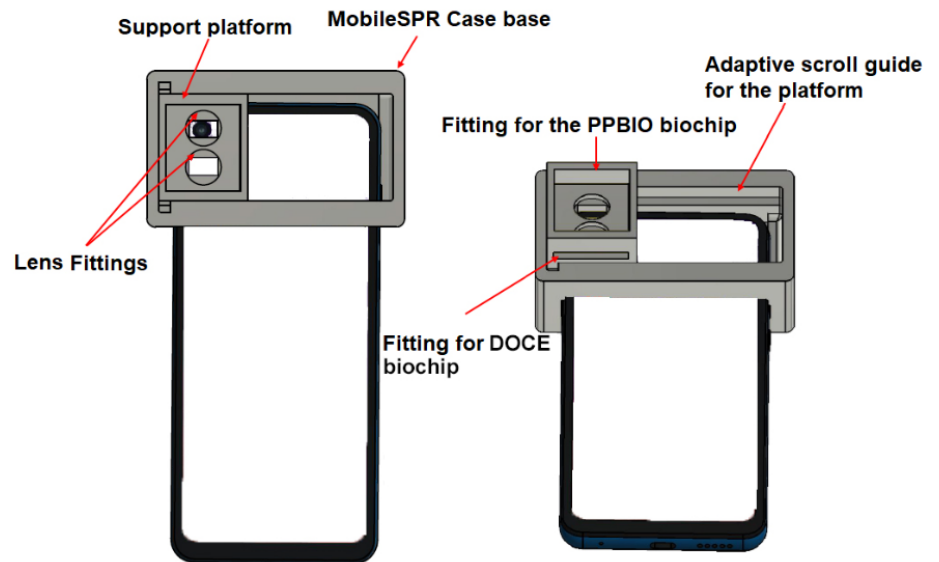 Support platform
MobileSPR Case base
Lens Fittings
Adaptive scroll guide
for the platform
Fitting for the PPBIO biochip
Fitting for DOCE
biochip